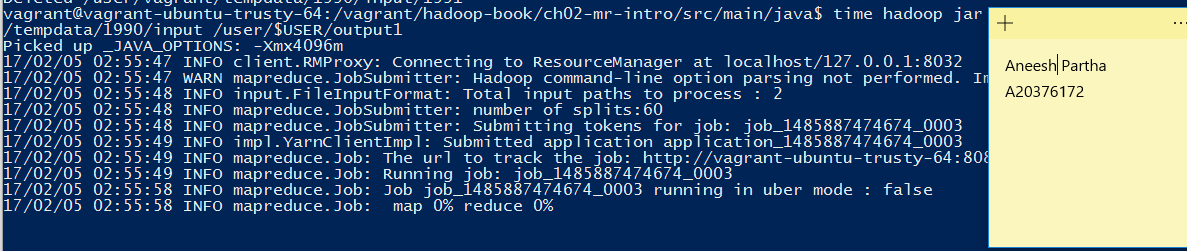 Deleted /user/vagrant/tempdata/1990/input/1991
vagrant@vagrant-ubuntu-trusty-64:/vagrant/hadoop-book/ch02-mr-intro/src/main/java$ time hadoop jar
/tempdata/1990/input /user/$USER/output1
Picked up _JAVA_OPTIONS: -Xmx4096m
17/02/05 02:55:47 INFO client.RMProxy: Connecting to ResourceManager at localhost/127.0.0.1:8032
17/02/05 02:55:47 WARN mapreduce.JobSubmitter: Hadoop command-line option parsing not performed. Im
17/02/05 02:55:48 INFO input.FileInputFormat: Total input paths to process : 2
17/02/05 02:55:48 INFO mapreduce.JobSubmitter: number of splits:60
17/02/05 02:55:48 INFO mapreduce.JobSubmitter: Submitting tokens for job: job_1485887474674_0003
17/02/05 02:55:49 INFO impl.YarnClientImpl: Submitted application application_1485887474674_0003
17/02/05 02:55:49 INFO mapreduce.Job: The url to track the job: http://vagrant-ubuntu-trusty-64:808
17/02/05 02:55:49 INFO mapreduce.Job: Running job: job_1485887474674_0003
17/02/05 02:55:58 INFO mapreduce.Job: Job job_1485887474674_0003 running in uber mode : false
17/02/05 02:55:58 INFO mapreduce.Job:  map 0% reduce 0%
Aneesh Partha
A20376172